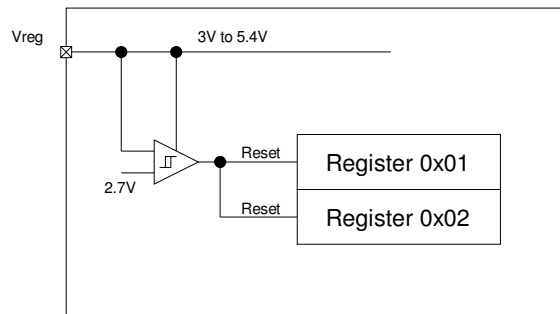 Vreg
3V to 5.4V
Reset
Register 0x01
2.7V
Reset
Register 0x02